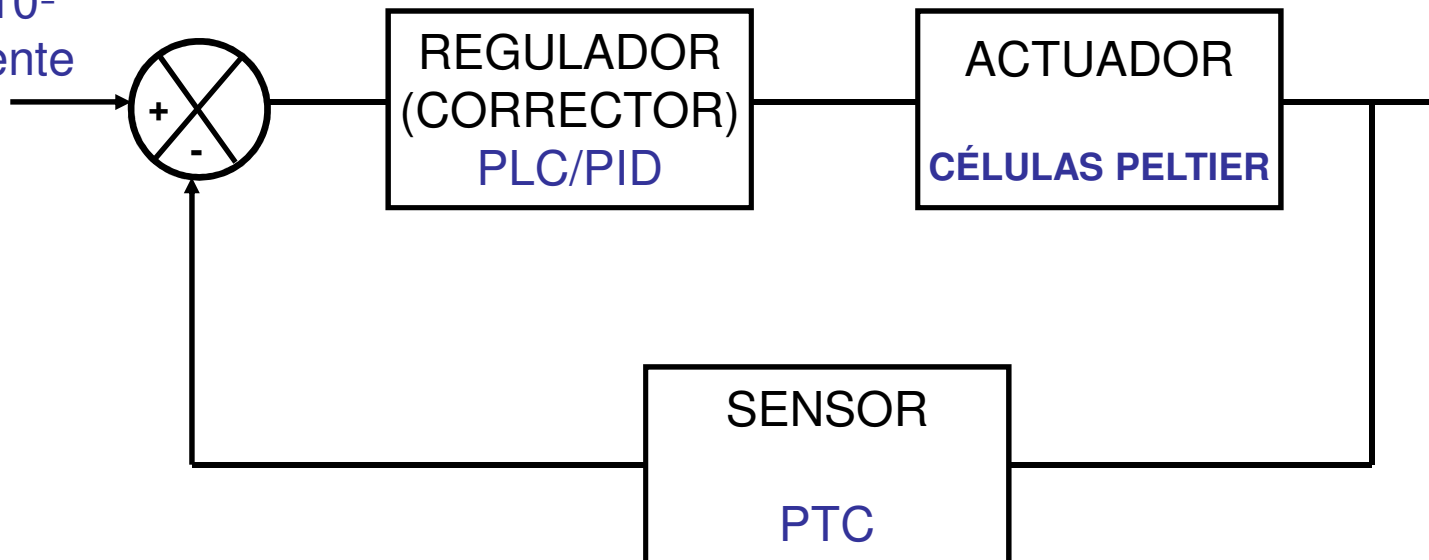 +
-
REGULADOR
(CORRECTOR)
PLC/PID
ACTUADOR
CÉLULAS PELTIER
SENSOR
PTC